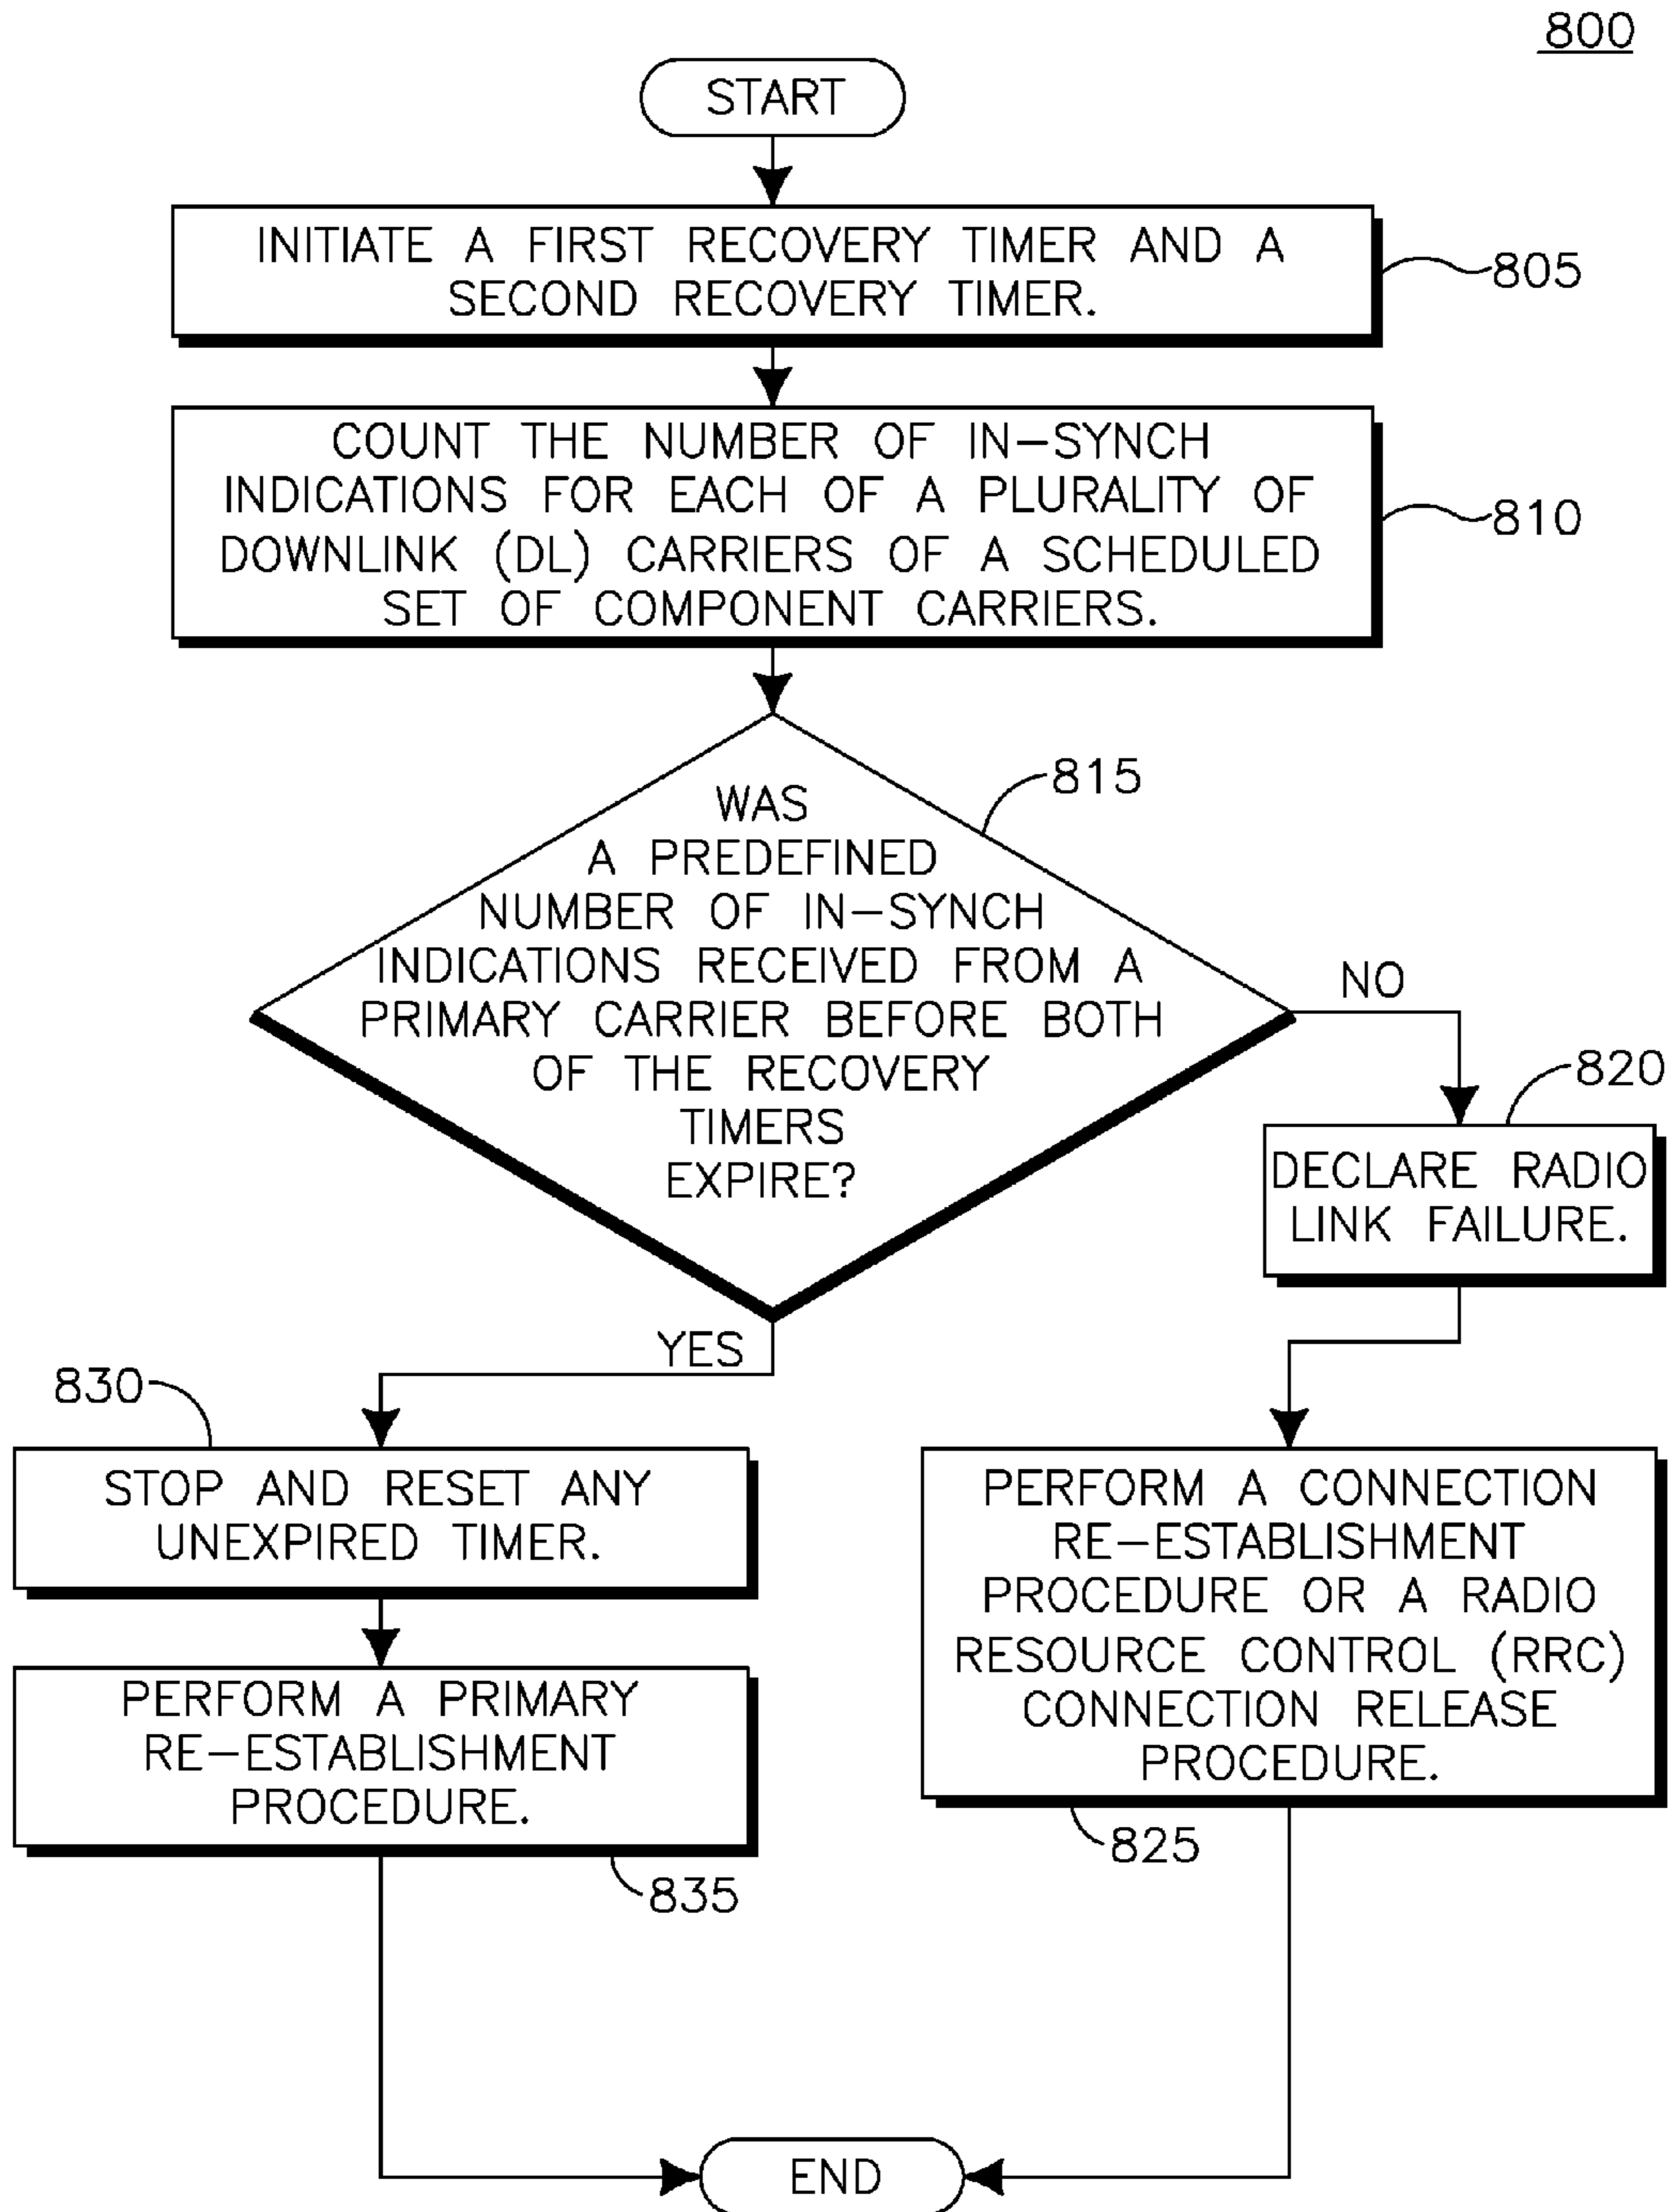 800
START
INITIATE A FIRST RECOVERY TIMER AND A
SECOND RECOVERY TIMER.
805
COUNT THE NUMBER OF IN-SYNCH
INDICATIONS FOR EACH OF A PLURALITY OF
DOWNLINK (DL) CARRIERS OF A SCHEDULED
SET OF COMPONENT CARRIERS.
810
815
WAS
A PREDEFINED
NUMBER OF IN-SYNCH
INDICATIONS RECEIVED FROM A
PRIMARY CARRIER BEFORE BOTH
OF THE RECOVERY
TIMERS
EXPIRE?
NO
820
DECLARE RADIO
LINK FAILURE.
YES
830
STOP AND RESET ANY
UNEXPIRED TIMER.
PERFORM A PRIMARY
RE-ESTABLISHMENT
PROCEDURE.
835
PERFORM A CONNECTION
RE-ESTABLISHMENT
PROCEDURE OR A RADIO
RESOURCE CONTROL (RRC)
CONNECTION RELEASE
PROCEDURE.
825
END